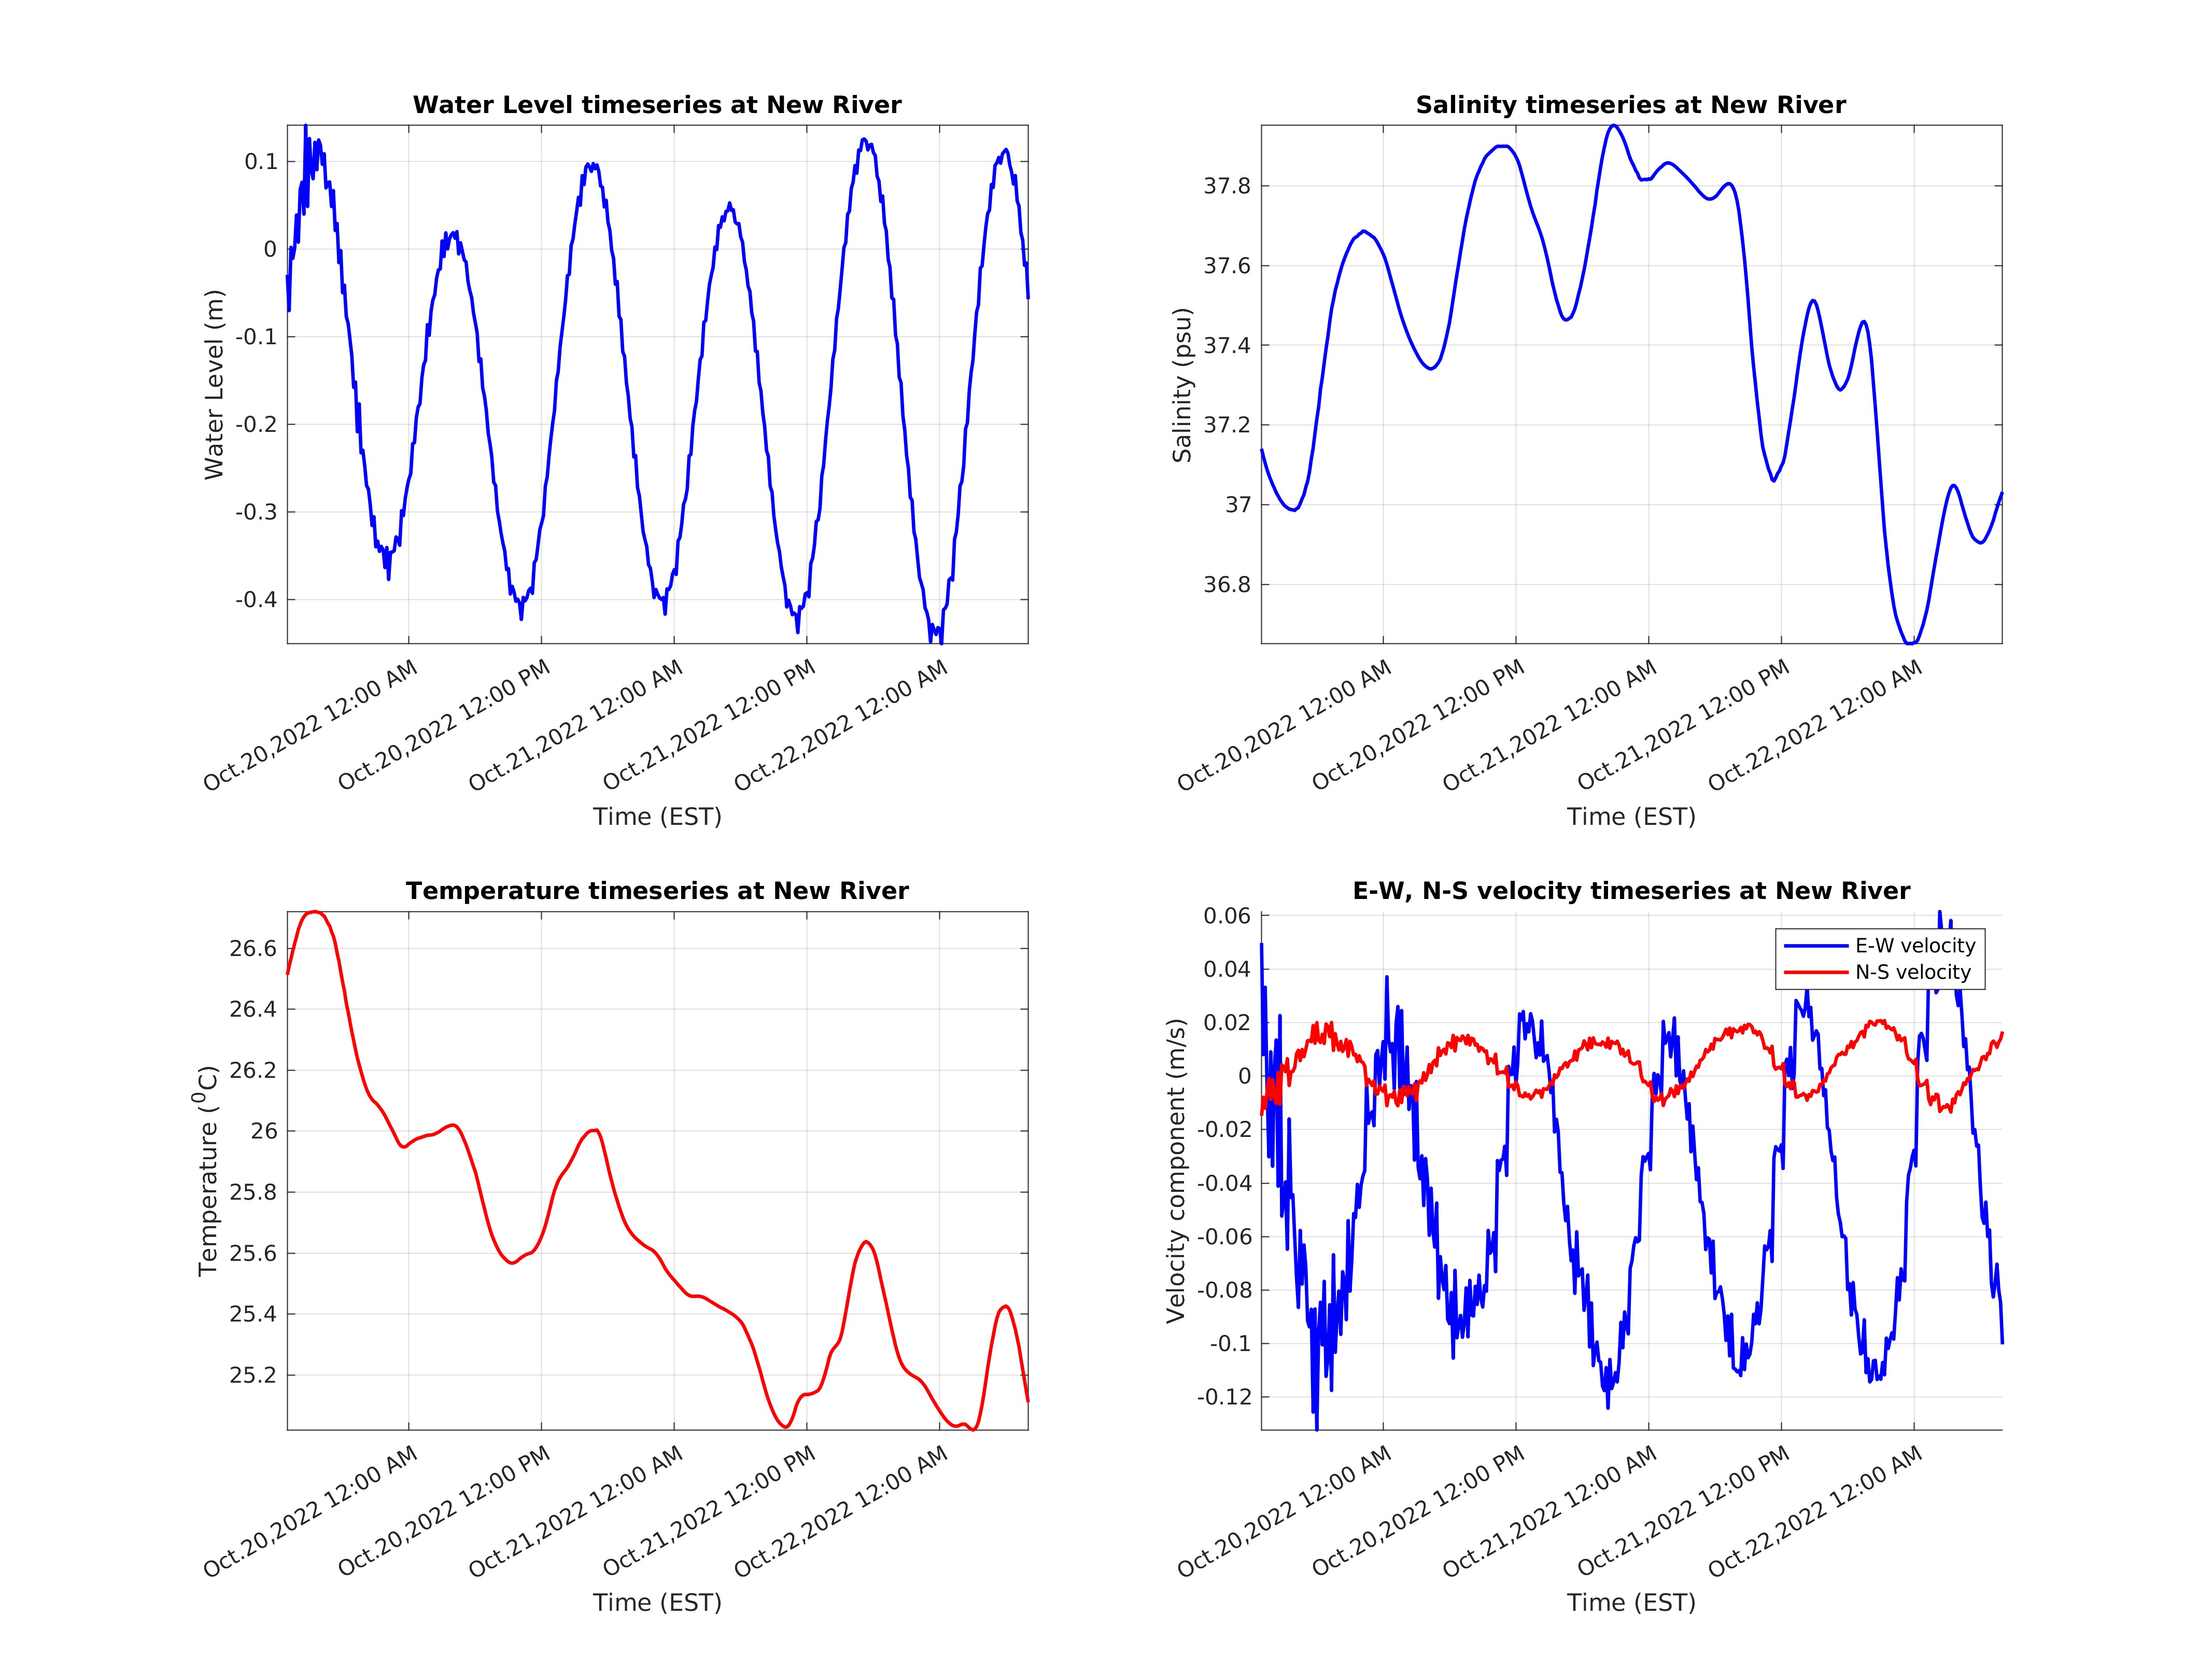 Water Level timeseries at New River
0.1
0
-0.1
-0.2
-0.3
-0.4
Water Level (m)
Oct.20,2022 12:00 AM
Oct.20,2022 12:00 PM
Oct.21,2022 12:00 AM
Oct.21,2022 12:00 PM
Oct.22,2022 12:00 AM
Time (EST)
Salinity timeseries at New River
37.8
37.6
37.4
37.2
37
36.8
Salinity (psu)
Oct.20,2022 12:00 AM
Oct.20,2022 12:00 PM
Oct.21,2022 12:00 AM
Oct.21,2022 12:00 PM
Oct.22,2022 12:00 AM
Time (EST)
Temperature timeseries at New River
26.6
26.4
26.2
26
25.8
25.6
25.4
25.2
Temperature (⁰C)
Oct.20,2022 12:00 AM
Oct.20,2022 12:00 PM
Oct.21,2022 12:00 AM
Oct.21,2022 12:00 PM
Oct.22,2022 12:00 AM
Time (EST)
E-W, N-S velocity timeseries at New River
0.06
0.04
0.02
0
-0.02
-0.04
-0.06
-0.08
-0.1
-0.12
Velocity component (m/s)
E-W velocity
N-S velocity
Oct.20,2022 12:00 AM
Oct.20,2022 12:00 PM
Oct.21,2022 12:00 AM
Oct.21,2022 12:00 PM
Oct.22,2022 12:00 AM
Time (EST)